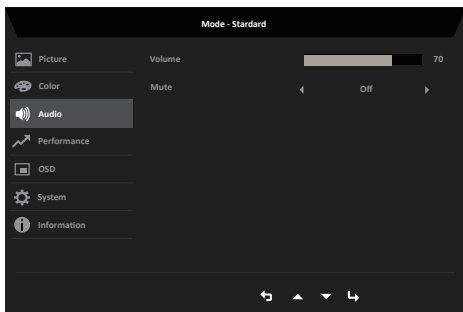 Mode - Stardard
Picture
Volume
70
Color
Mute
Off
Audio
Performance
OSD
System
Information